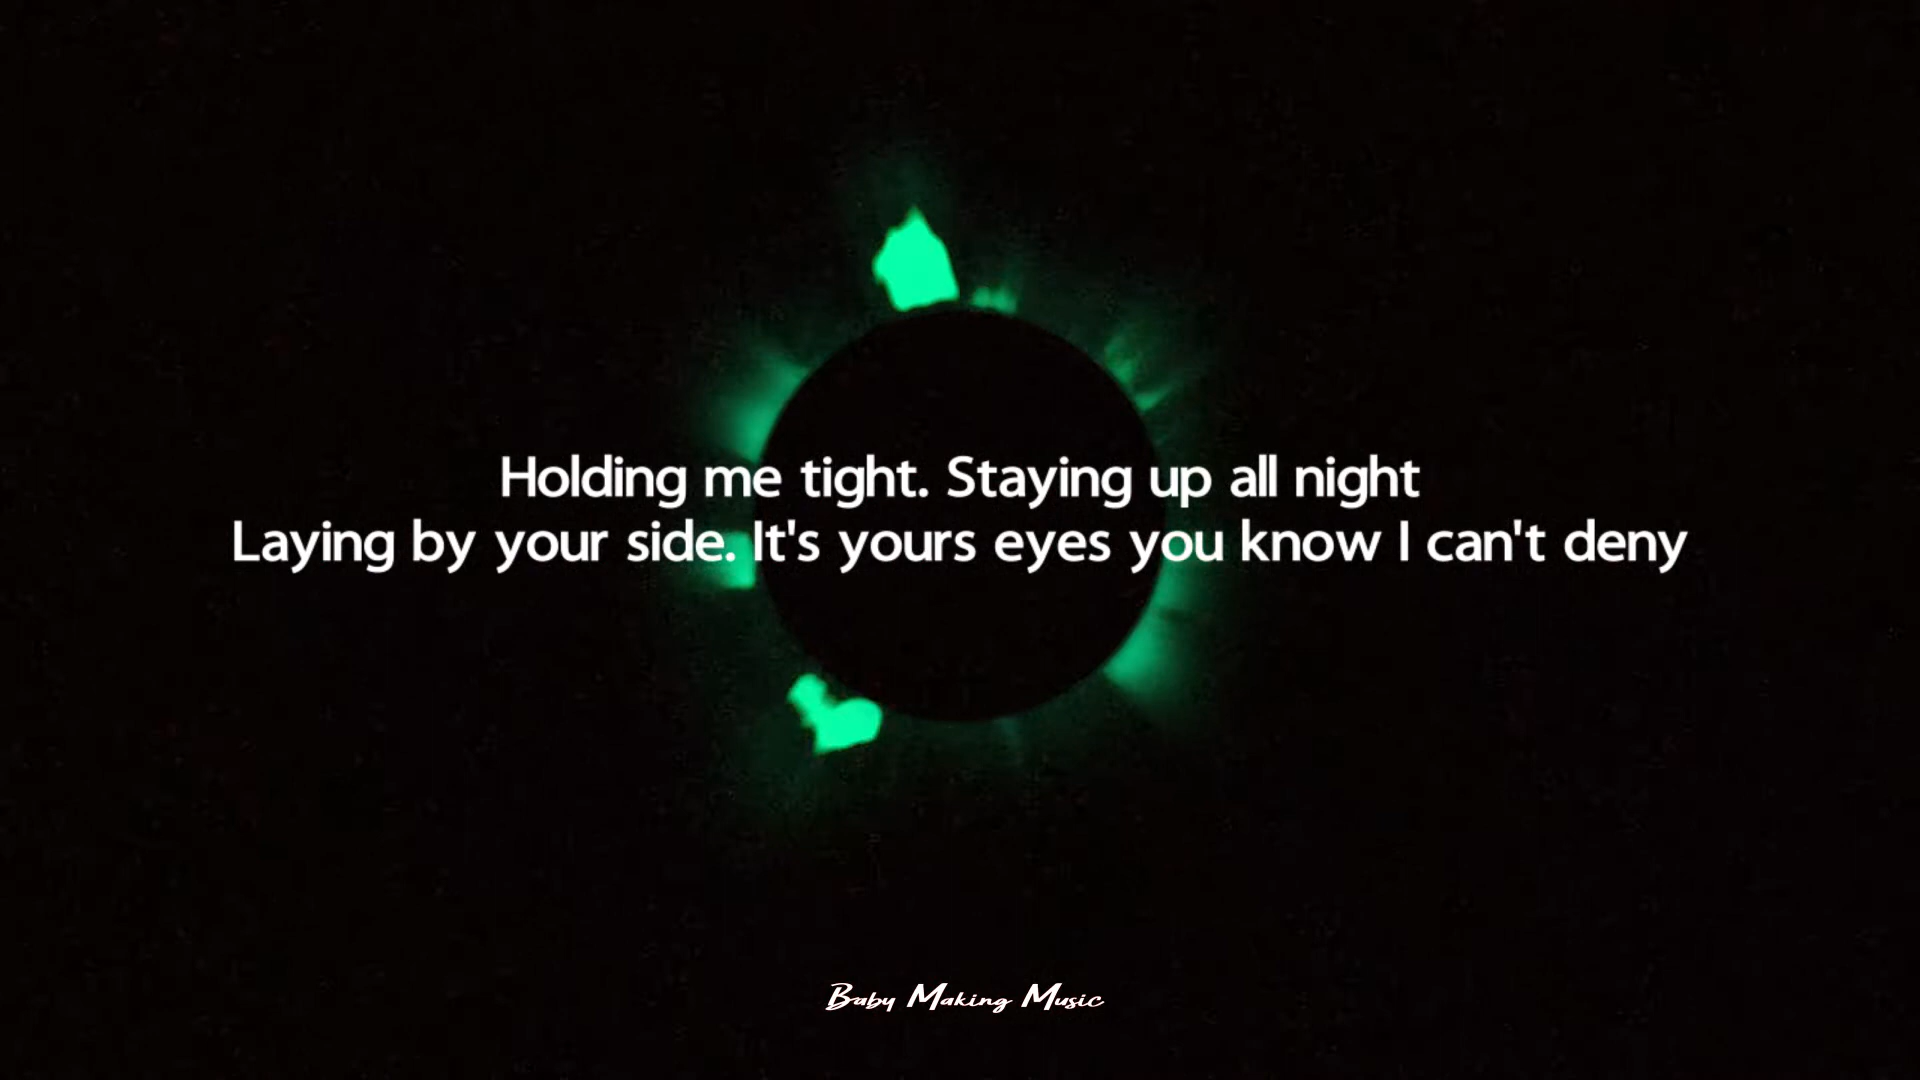 Holding me tight. Staying up all night
Laying by your side. It's yours eyes you know I can't deny
Baby Making Music